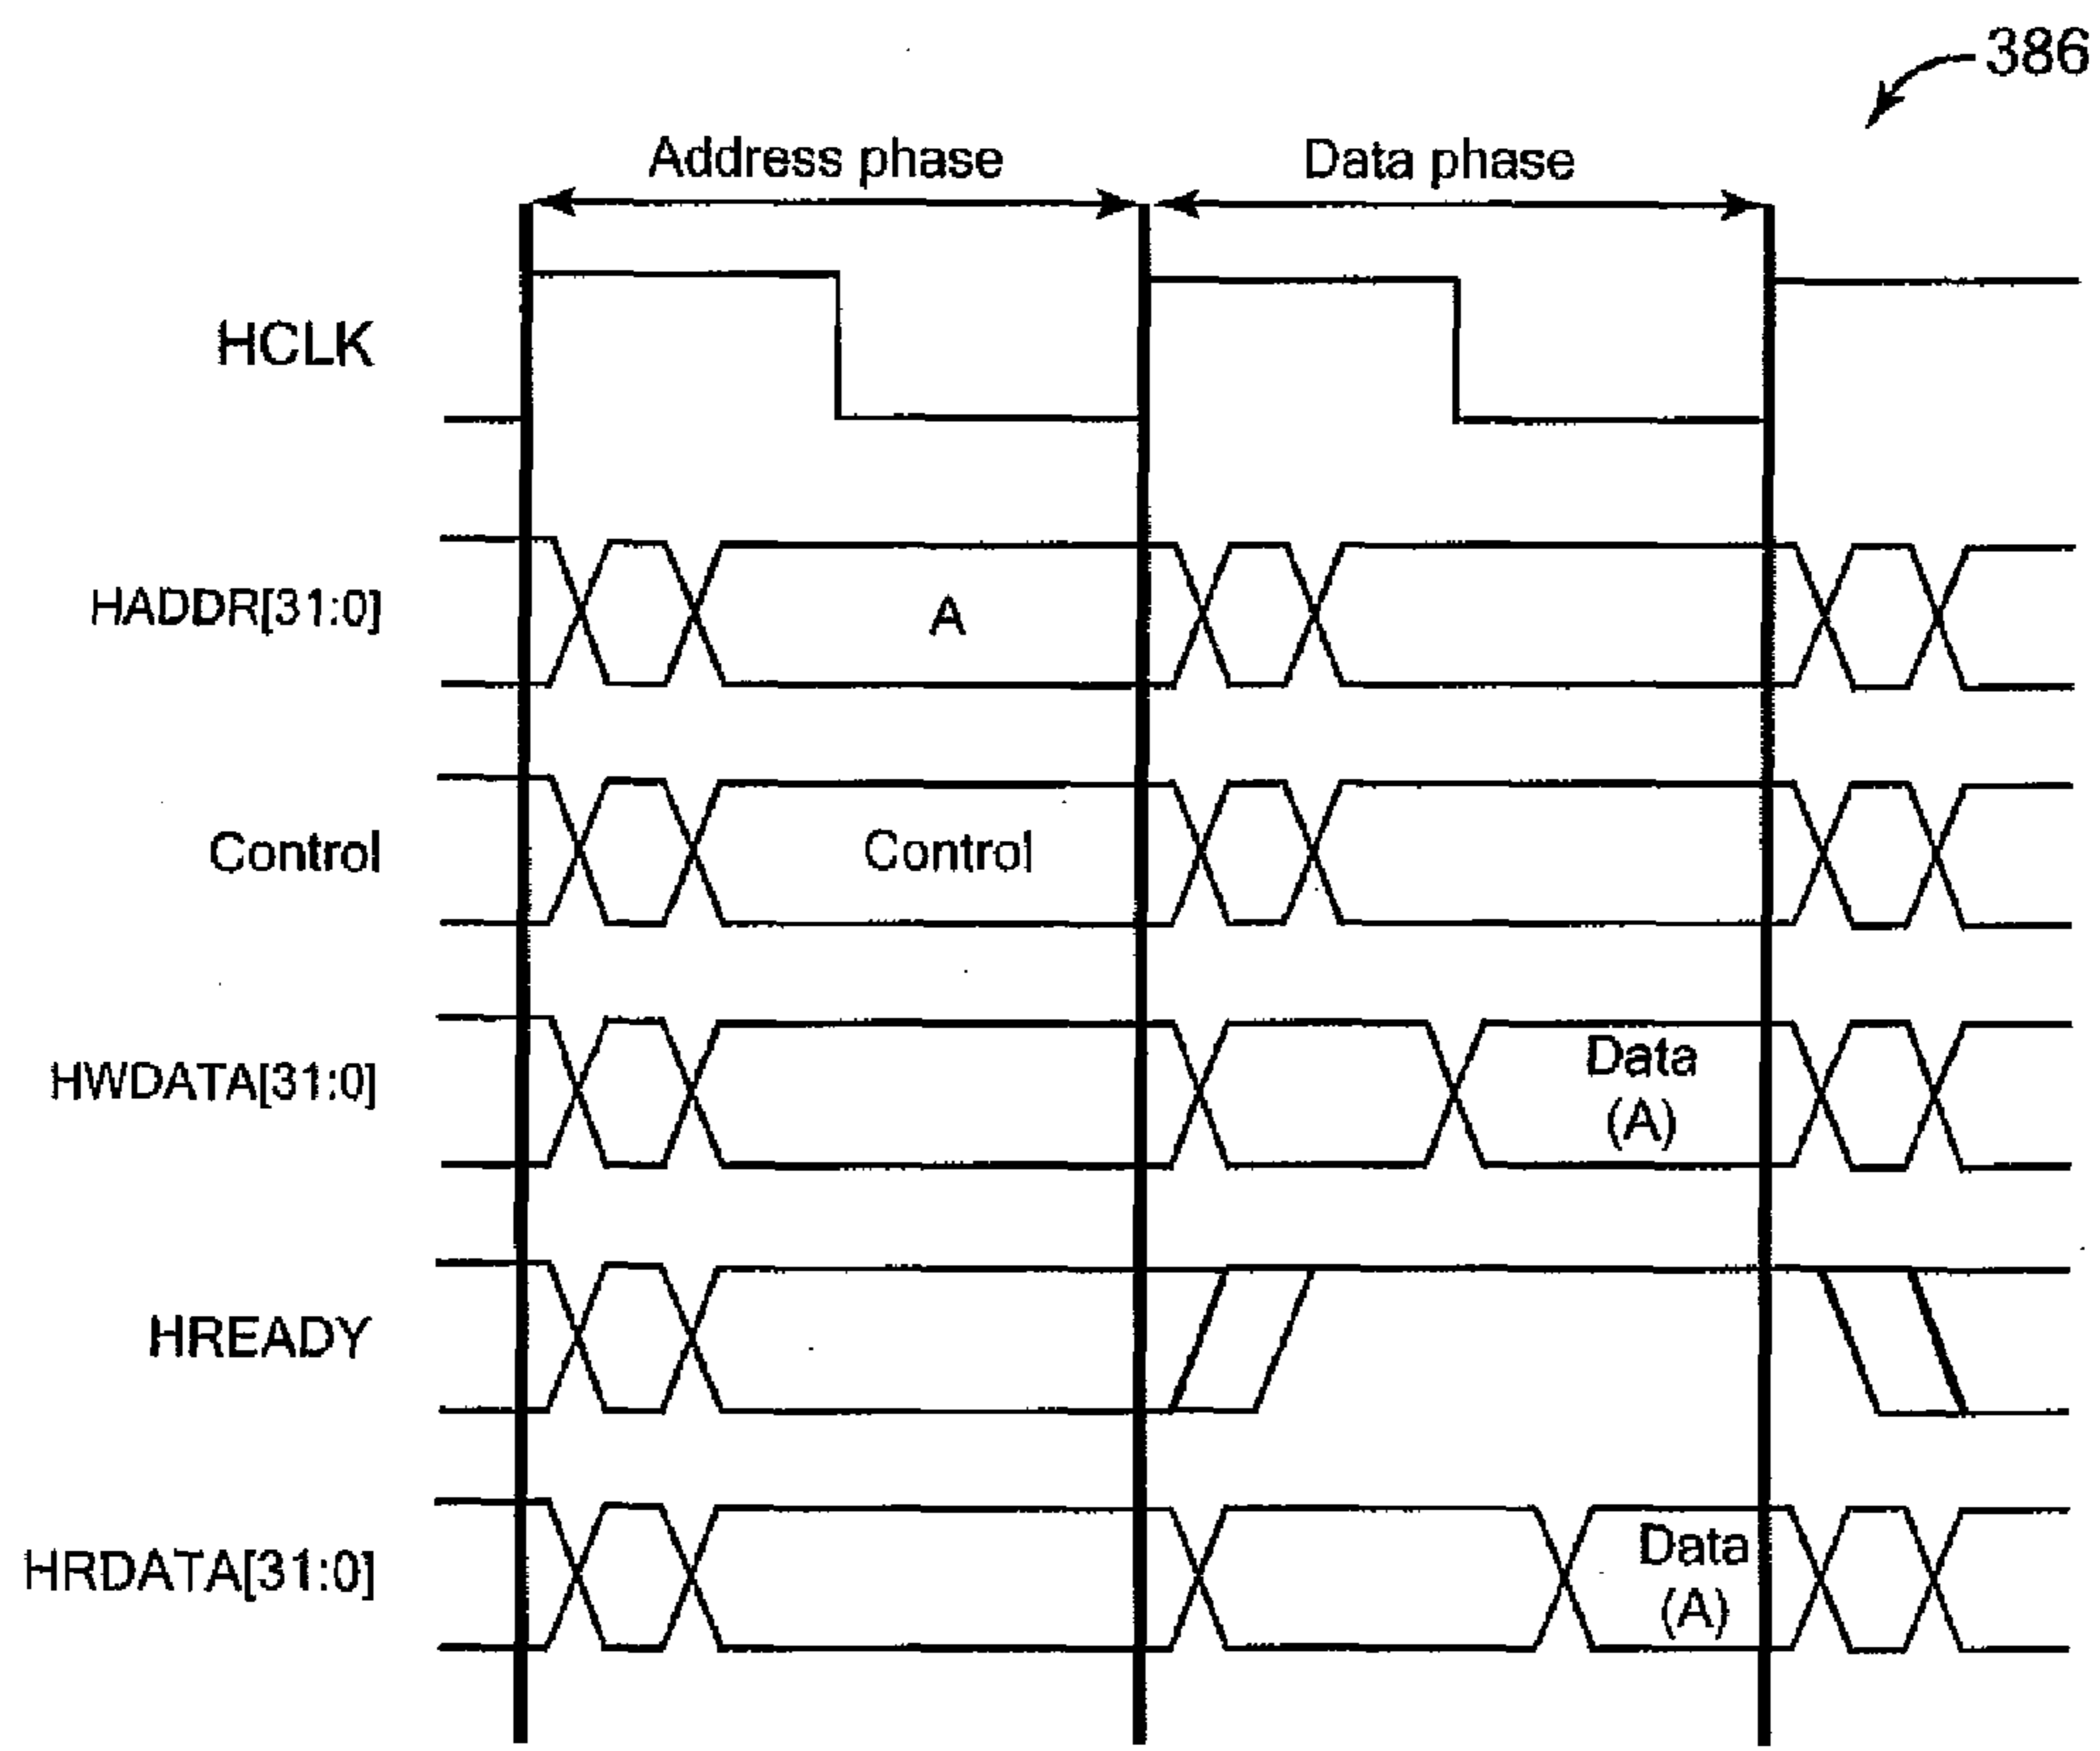 386
Address phase
Data phase
HCLK
HADDR[31:0]
A
Control
Control
HWDATA[31:0]
Data
(A)
HREADY
HRDATA[31:0]
Data
(A)